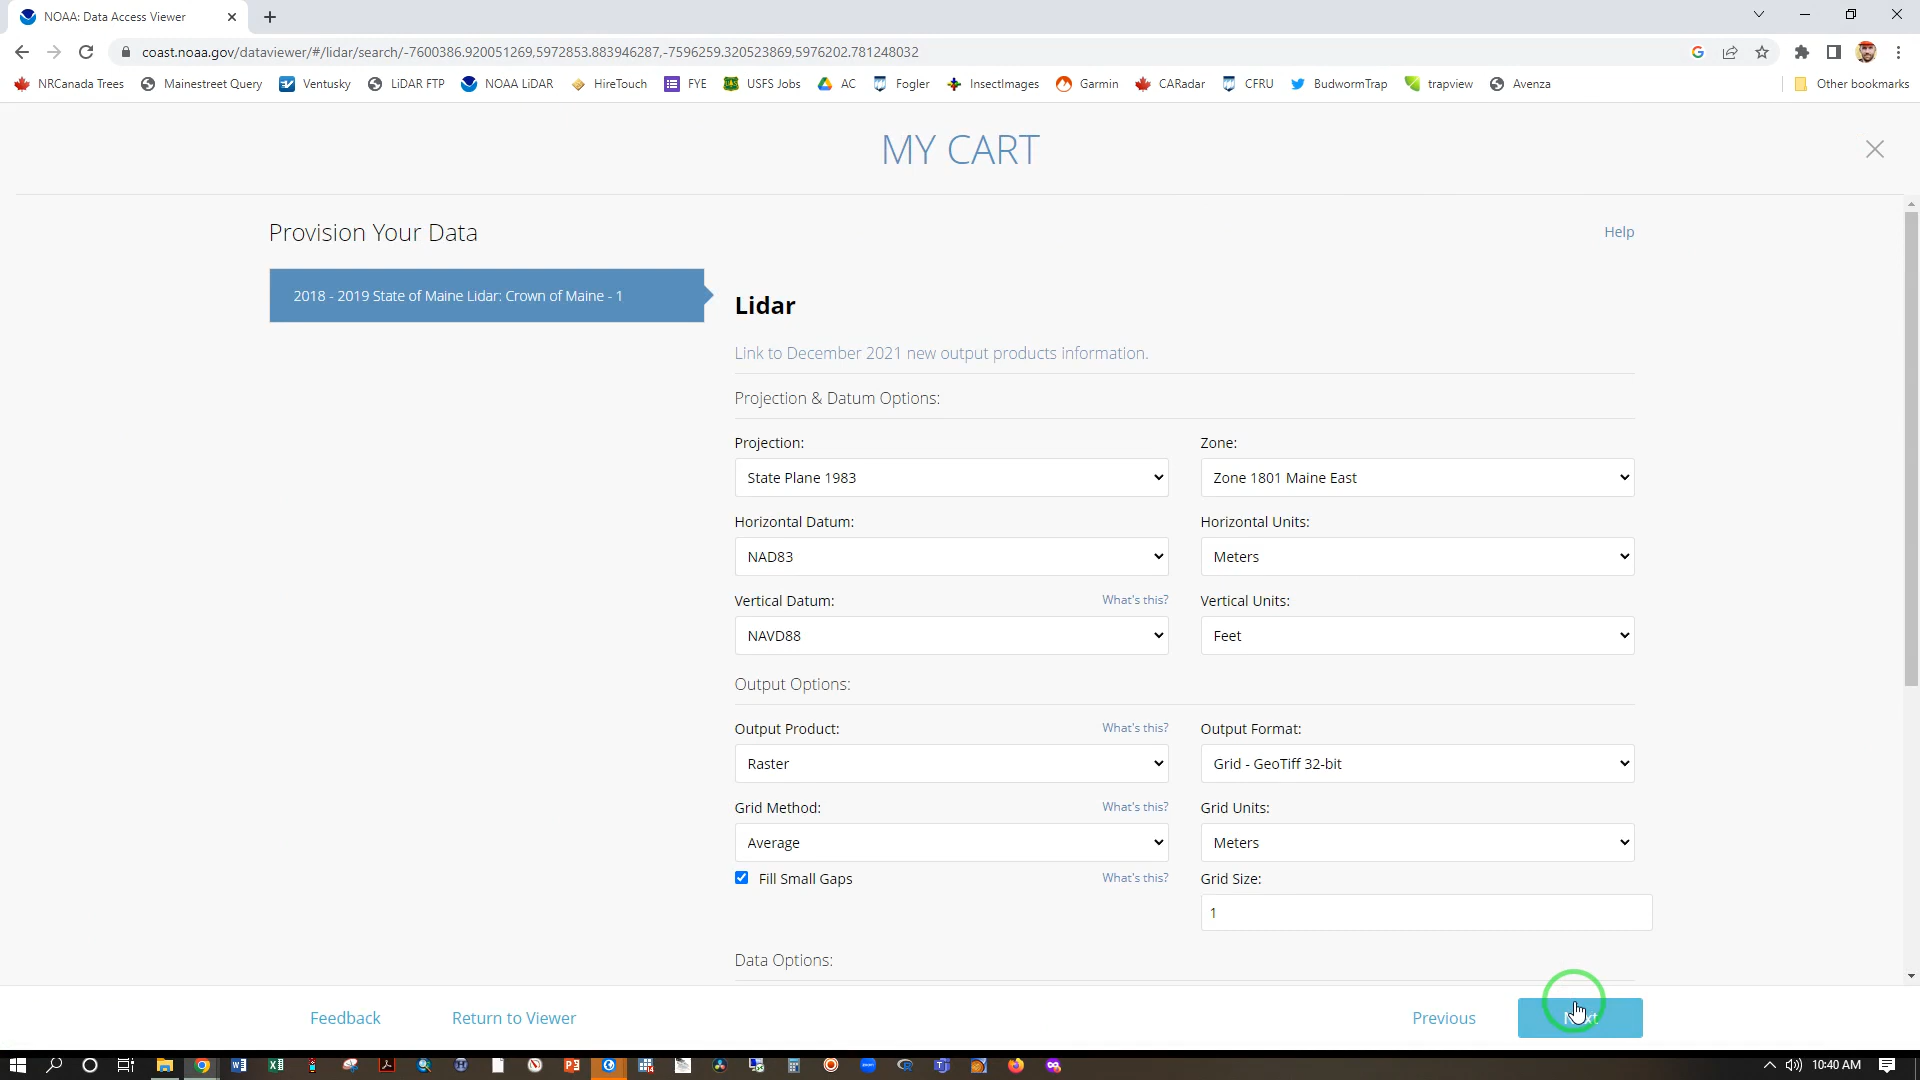 NOAA: Data Access Viewer
coast.noaa.gov/dataviewer/#/lidar/search/-7600386.920051269,5972853.883946287,-7596259.320523869,5976202.781248032
NRCanada Trees Mainstreet Query Ventusky LiDAR FTP NOAA LiDAR HireTouch FYE USFS Jobs AC Fogler InsectImages Garmin CARadar CFRU BudwormTrap trapview Avenza Other bookmarks
MY CART
Provision Your Data
Help
2018 - 2019 State of Maine Lidar: Crown of Maine - 1
Lidar
Link to December 2021 new output products information.
Projection & Datum Options:
Projection: Zone:
State Plane 1983 Zone 1801 Maine East
Horizontal Datum: Horizontal Units:
NAD83 Meters
Vertical Datum: What's this? Vertical Units:
NAVD88 Feet
Output Options:
Output Product: What's this? Output Format:
Raster Grid - GeoTiff 32-bit
Grid Method: What's this? Grid Units:
Average Meters
Fill Small Gaps What's this? Grid Size:
1
Data Options:
Feedback Return to Viewer Previous Next
10:40 AM